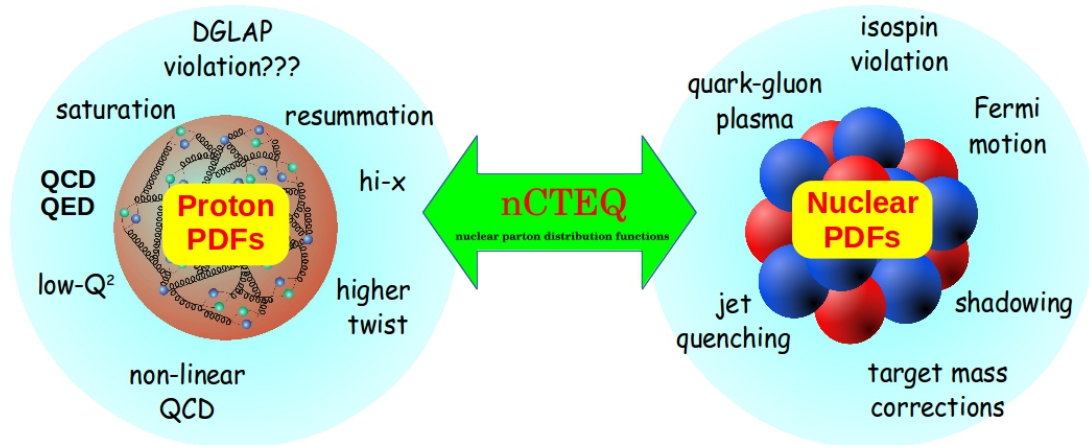 DGLAP
violation???
saturation
resummation
QCD
QED
hi-x
Proton
PDFs
low-Q²
higher
twist
non-linear
QCD
nCTEQ
nuclear parton distribution functions
isospin
violation
quark-gluon
plasma
Fermi
motion
Nuclear
PDFs
jet
quenching
shadowing
target mass
corrections